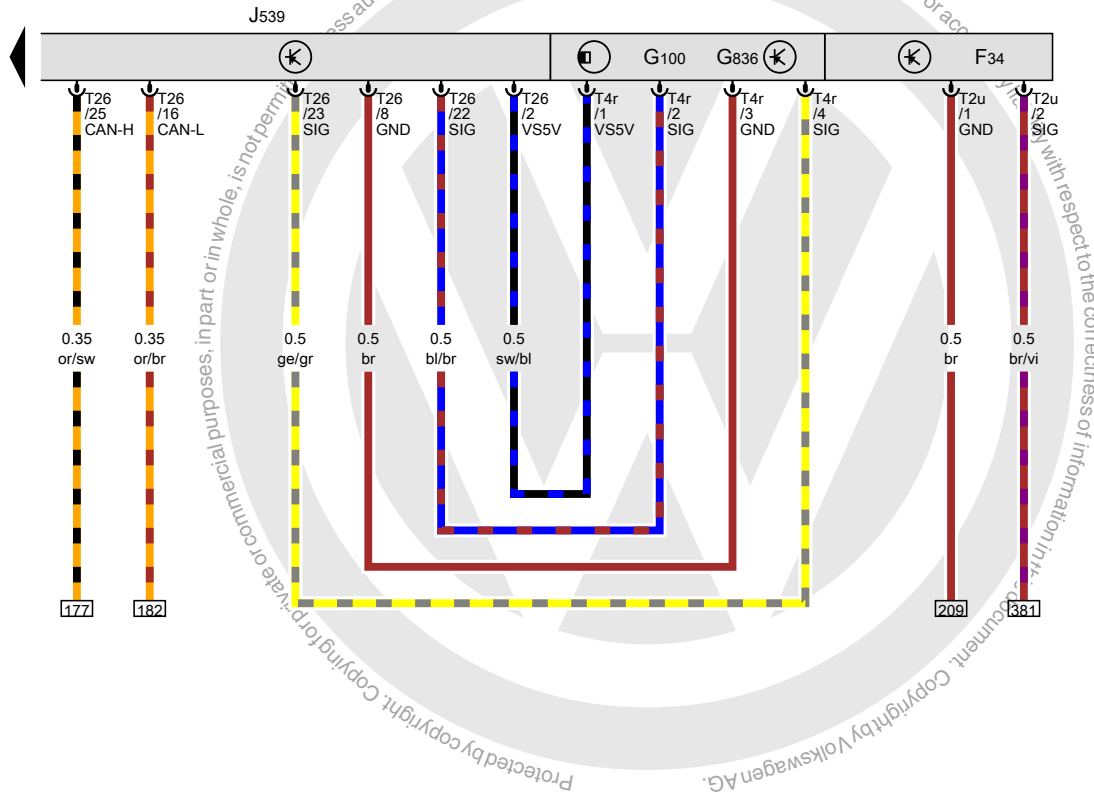 J539
G100 G836 F34
T26 /25 CAN-H
T26 /16 CAN-L
T26 /23 SIG
T26 /8 GND
T26 /22 SIG
T26 /2 VS5V
T4r /1 VS5V
T4r /2 SIG
T4r /3 GND
T4r /4 SIG
T2u /1 GND
T2u /2 SIG
0.35 or/sw
0.35 or/br
0.5 ge/gr
0.5 br
0.5 bl/br
0.5 sw/bl
0.5 br
0.5 br/vi
177
182
209
381
Protected by copyright. Copying for private or commercial purposes, in part or in whole, is not
with respect to the correctness of information in this document. Copyright by Volkswagen AG.